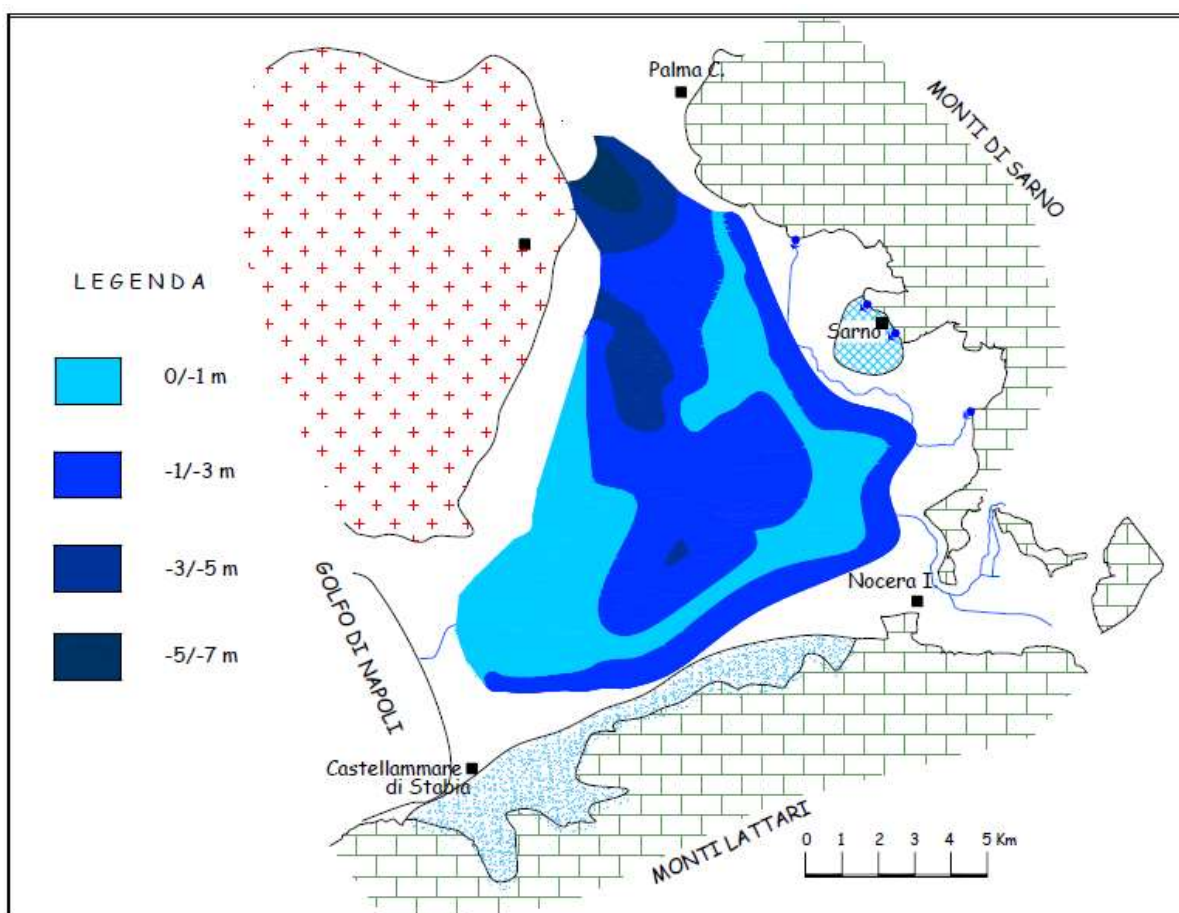 Palma C.
MONTI DI SARNO
LEGENDA
Sarno
0/-1 m
-1/-3 m
-3/-5 m
-5/-7 m
Nocera I.
GOLFO DI NAPOLI
Castellammare
di Stabia
MONTI LATTARI
0 1 2 3 4 5 Km